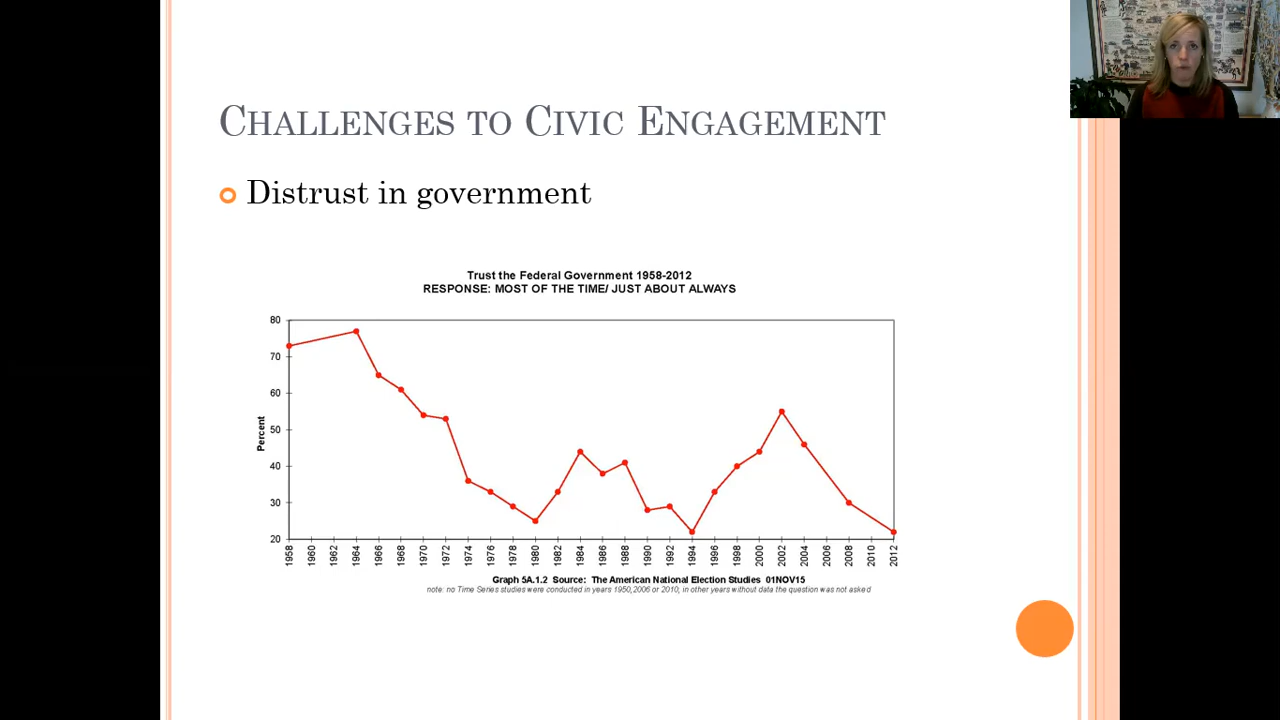 CHALLENGES TO CIVIC ENGAGEMENT
Distrust in government
Trust the Federal Government 1958-2012
RESPONSE: MOST OF THE TIME/ JUST ABOUT ALWAYS
80
70
60
50
40
30
20
Percent
1958 1960 1962 1964 1966 1968 1970 1972 1974 1976 1978 1980 1982 1984 1986 1988 1990 1992 1994 1996 1998 2000 2002 2004 2006 2008 2010 2012
Graph 5A.1.2 Source: The American National Election Studies 01NOV15
note: no Time Series studies were conducted in years 1950,2006 or 2010; in other years without data the question was not asked